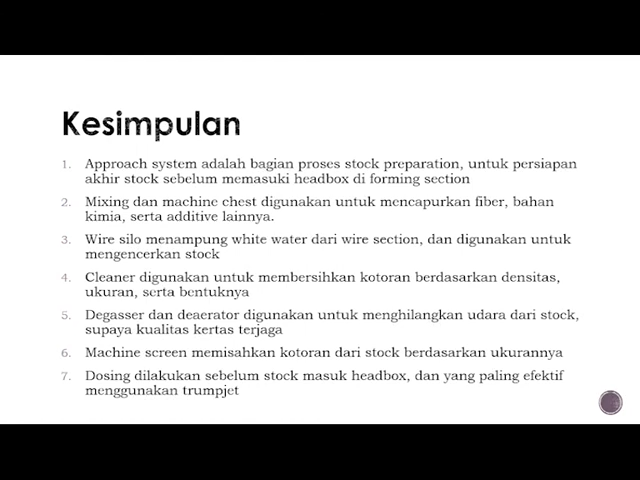 Kesimpulan
1. Approach system adalah bagian proses stock preparation, untuk persiapan
akhir stock sebelum memasuki headbox di forming section
2. Mixing dan machine chest digunakan untuk mencapurkan fiber, bahan
kimia, serta additive lainnya.
3. Wire silo menampung white water dari wire section, dan digunakan untuk
mengencerkan stock
4. Cleaner digunakan untuk membersihkan kotoran berdasarkan densitas,
ukuran, serta bentuknya
5. Degasser dan deaerator digunakan untuk menghilangkan udara dari stock,
supaya kualitas kertas terjaga
6. Machine screen memisahkan kotoran dari stock berdasarkan ukurannya
7. Dosing dilakukan sebelum stock masuk headbox, dan yang paling efektif
menggunakan trumpjet